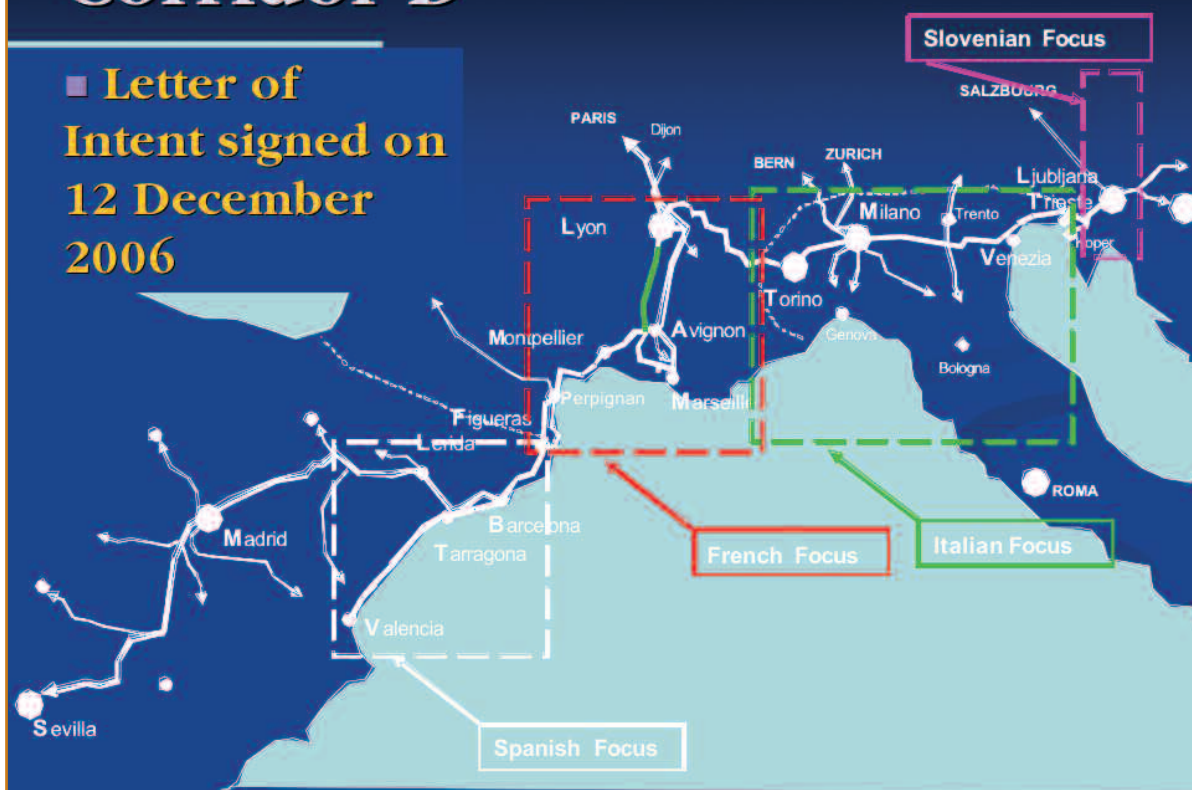 Corridor D
Letter of
Intent signed on
12 December
2006
Slovenian Focus
SALZBOURG
PARIS
Dijon
BERN
ZURICH
Ljubljana
Trieste
Lyon
Milano
Trento
Koper
Venezia
Torino
Genova
Montpellier
Avignon
Bologna
Perpignan
Marseille
Figueras
Lerida
ROMA
Madrid
Barcelona
Tarragona
French Focus
Italian Focus
Valencia
Sevilla
Spanish Focus